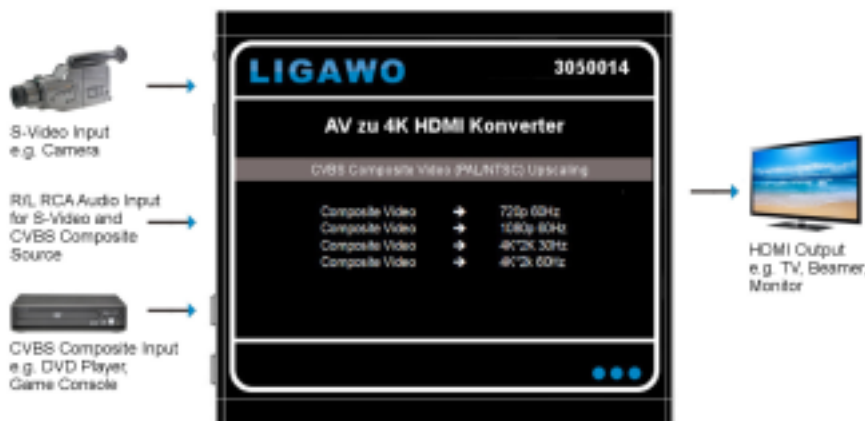 S-Video Input
e.g. Camera
R/L RCA Audio Input
for S-Video and
CVBS Composite
Source
CVBS Composite Input
e.g. DVD Player,
Game Console
LIGAWO 3050014
AV zu 4K HDMI Konverter
CVBS Composite Video (PAL/NTSC) Upscaling
Composite Video → 720p 60Hz
Composite Video → 1080p 60Hz
Composite Video → 4K*2K 30Hz
Composite Video → 4K*2k 60Hz
HDMI Output
e.g. TV, Beamer,
Monitor